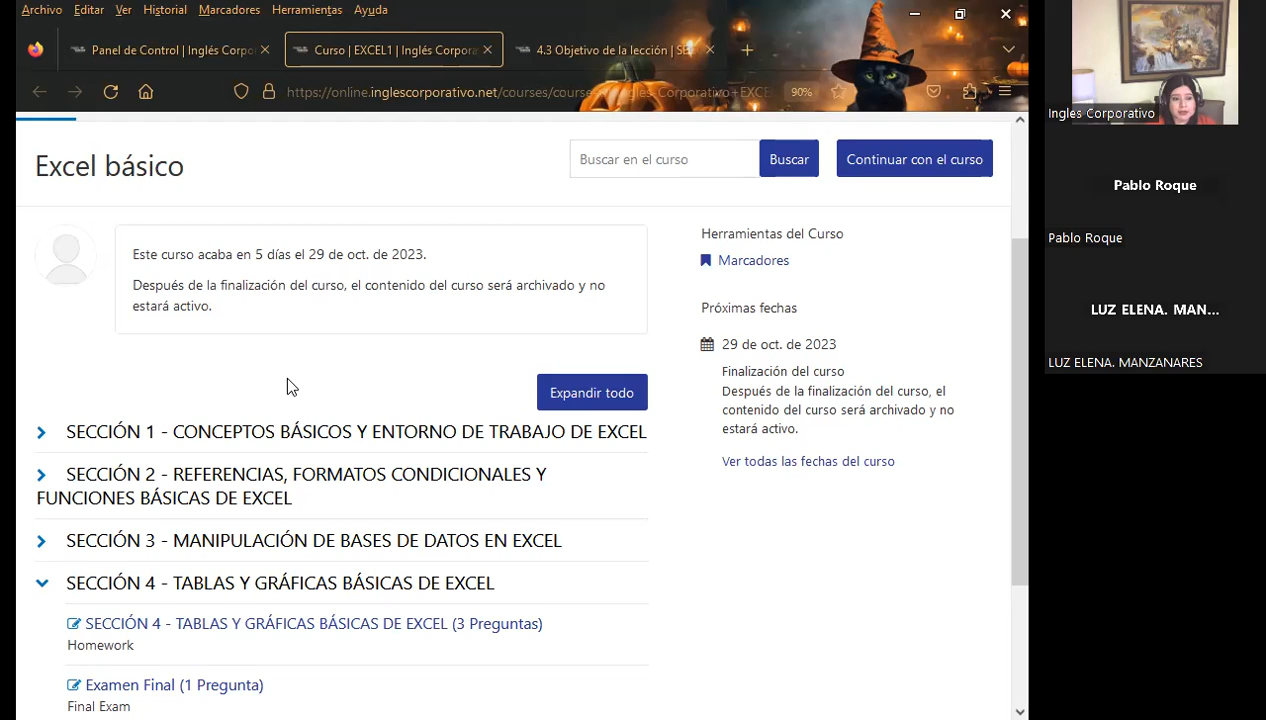 Archivo Editar Ver Historial Marcadores Herramientas Ayuda
Panel de Control | Inglés Corpo
Curso | EXCEL1 | Inglés Corpora
4.3 Objetivo de la lección |
https://online.inglescorporativo.net/courses/course
90%
Excel básico
Buscar en el curso
Buscar
Continuar con el curso
Este curso acaba en 5 días el 29 de oct. de 2023.
Después de la finalización del curso, el contenido del curso será archivado y no
estará activo.
Expandir todo
SECCIÓN 1 - CONCEPTOS BÁSICOS Y ENTORNO DE TRABAJO DE EXCEL
SECCIÓN 2 - REFERENCIAS, FORMATOS CONDICIONALES Y
FUNCIONES BÁSICAS DE EXCEL
SECCIÓN 3 - MANIPULACIÓN DE BASES DE DATOS EN EXCEL
SECCIÓN 4 - TABLAS Y GRÁFICAS BÁSICAS DE EXCEL
SECCIÓN 4 - TABLAS Y GRÁFICAS BÁSICAS DE EXCEL (3 Preguntas)
Homework
Examen Final (1 Pregunta)
Final Exam
Herramientas del Curso
Marcadores
Próximas fechas
29 de oct. de 2023
Finalización del curso
Después de la finalización del curso, el
contenido del curso será archivado y no
estará activo.
Ver todas las fechas del curso
Ingles Corporativo
Pablo Roque
Pablo Roque
LUZ ELENA. MAN...
LUZ ELENA. MANZANARES